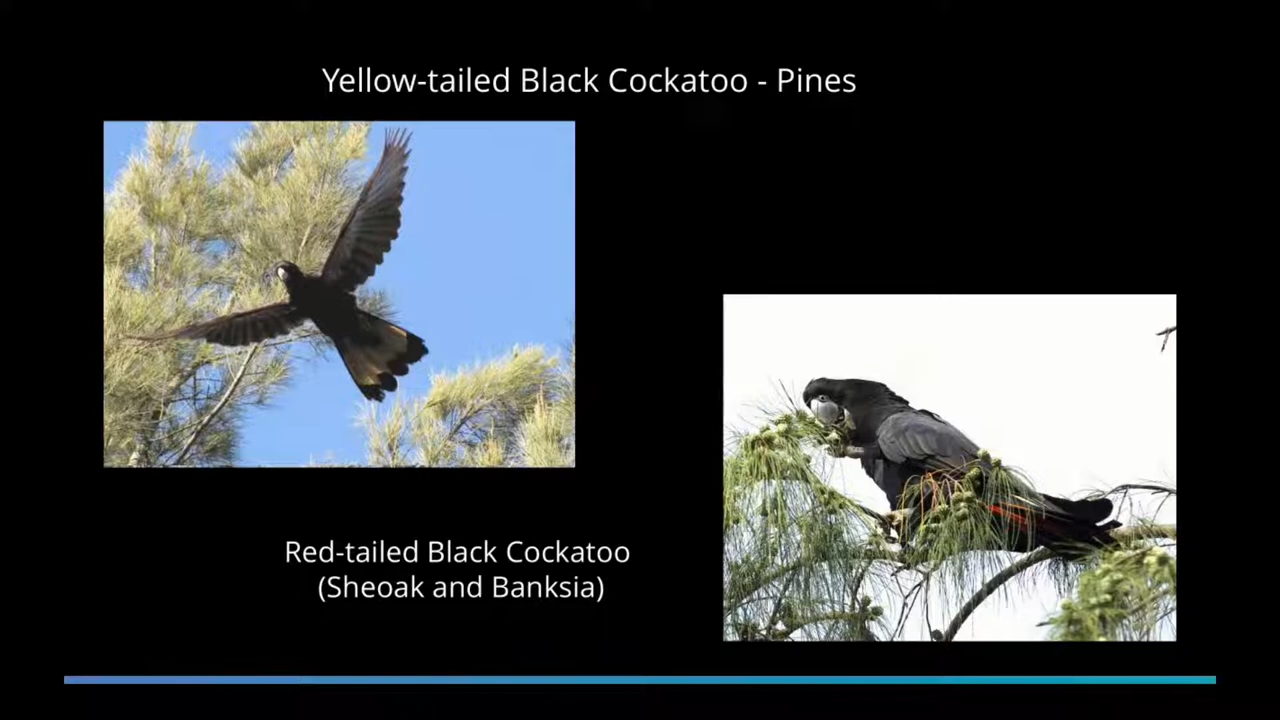 Yellow-tailed Black Cockatoo - Pines
Red-tailed Black Cockatoo
(Sheoak and Banksia)